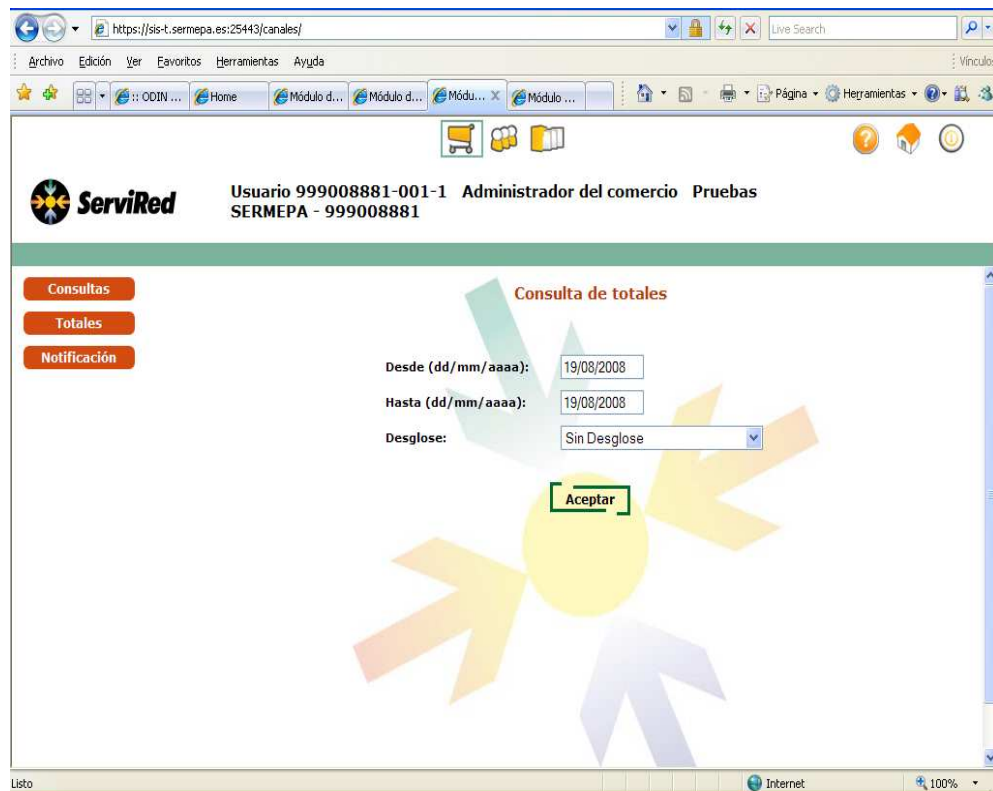 https://sis-t.sermepa.es:25443/canales/
Live Search
Archivo Edición Ver Favoritos Herramientas Ayuda
Vínculos
:: ODIN ... Home Módulo d... Módulo d... Módu... X Módulo ... Página Herramientas
ServiRed
Usuario 999008881-001-1 Administrador del comercio Pruebas
SERMEPA - 999008881
Consultas
Totales
Notificación
Consulta de totales
Desde (dd/mm/aaaa): 19/08/2008
Hasta (dd/mm/aaaa): 19/08/2008
Desglose: Sin Desglose
Aceptar
Listo Internet 100%